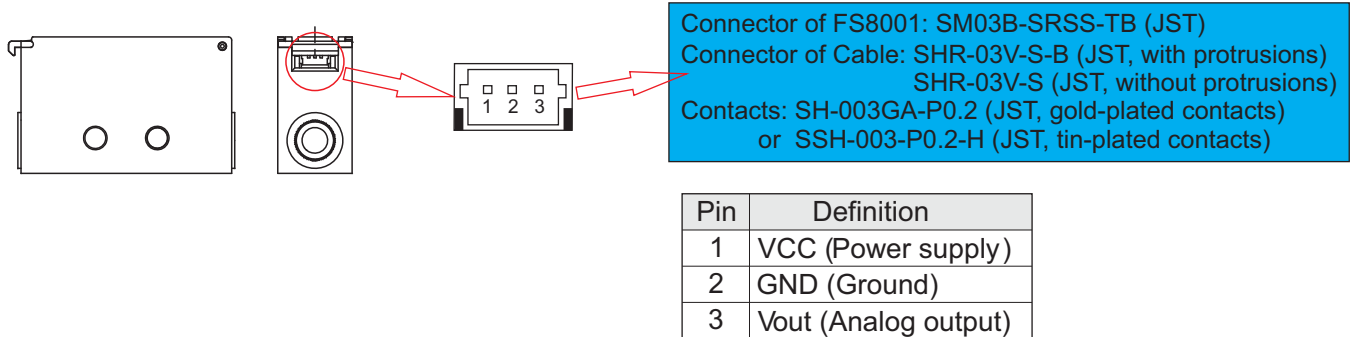 Connector of FS8001: SM03B-SRSS-TB (JST)
Connector of Cable: SHR-03V-S-B (JST, with protrusions)
SHR-03V-S (JST, without protrusions)
Contacts: SH-003GA-P0.2 (JST, gold-plated contacts)
or SSH-003-P0.2-H (JST, tin-plated contacts)
1 2 3
Pin Definition
1 VCC (Power supply)
2 GND (Ground)
3 Vout (Analog output)